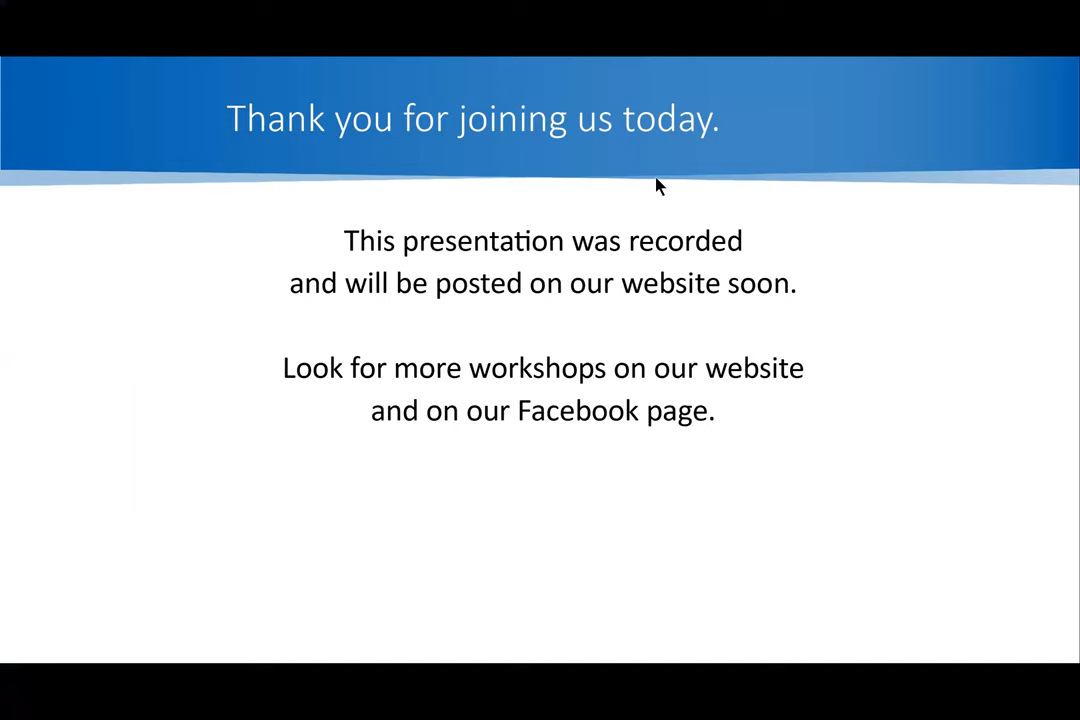 Thank you for joining us today.
This presentation was recorded
and will be posted on our website soon.
Look for more workshops on our website
and on our Facebook page.